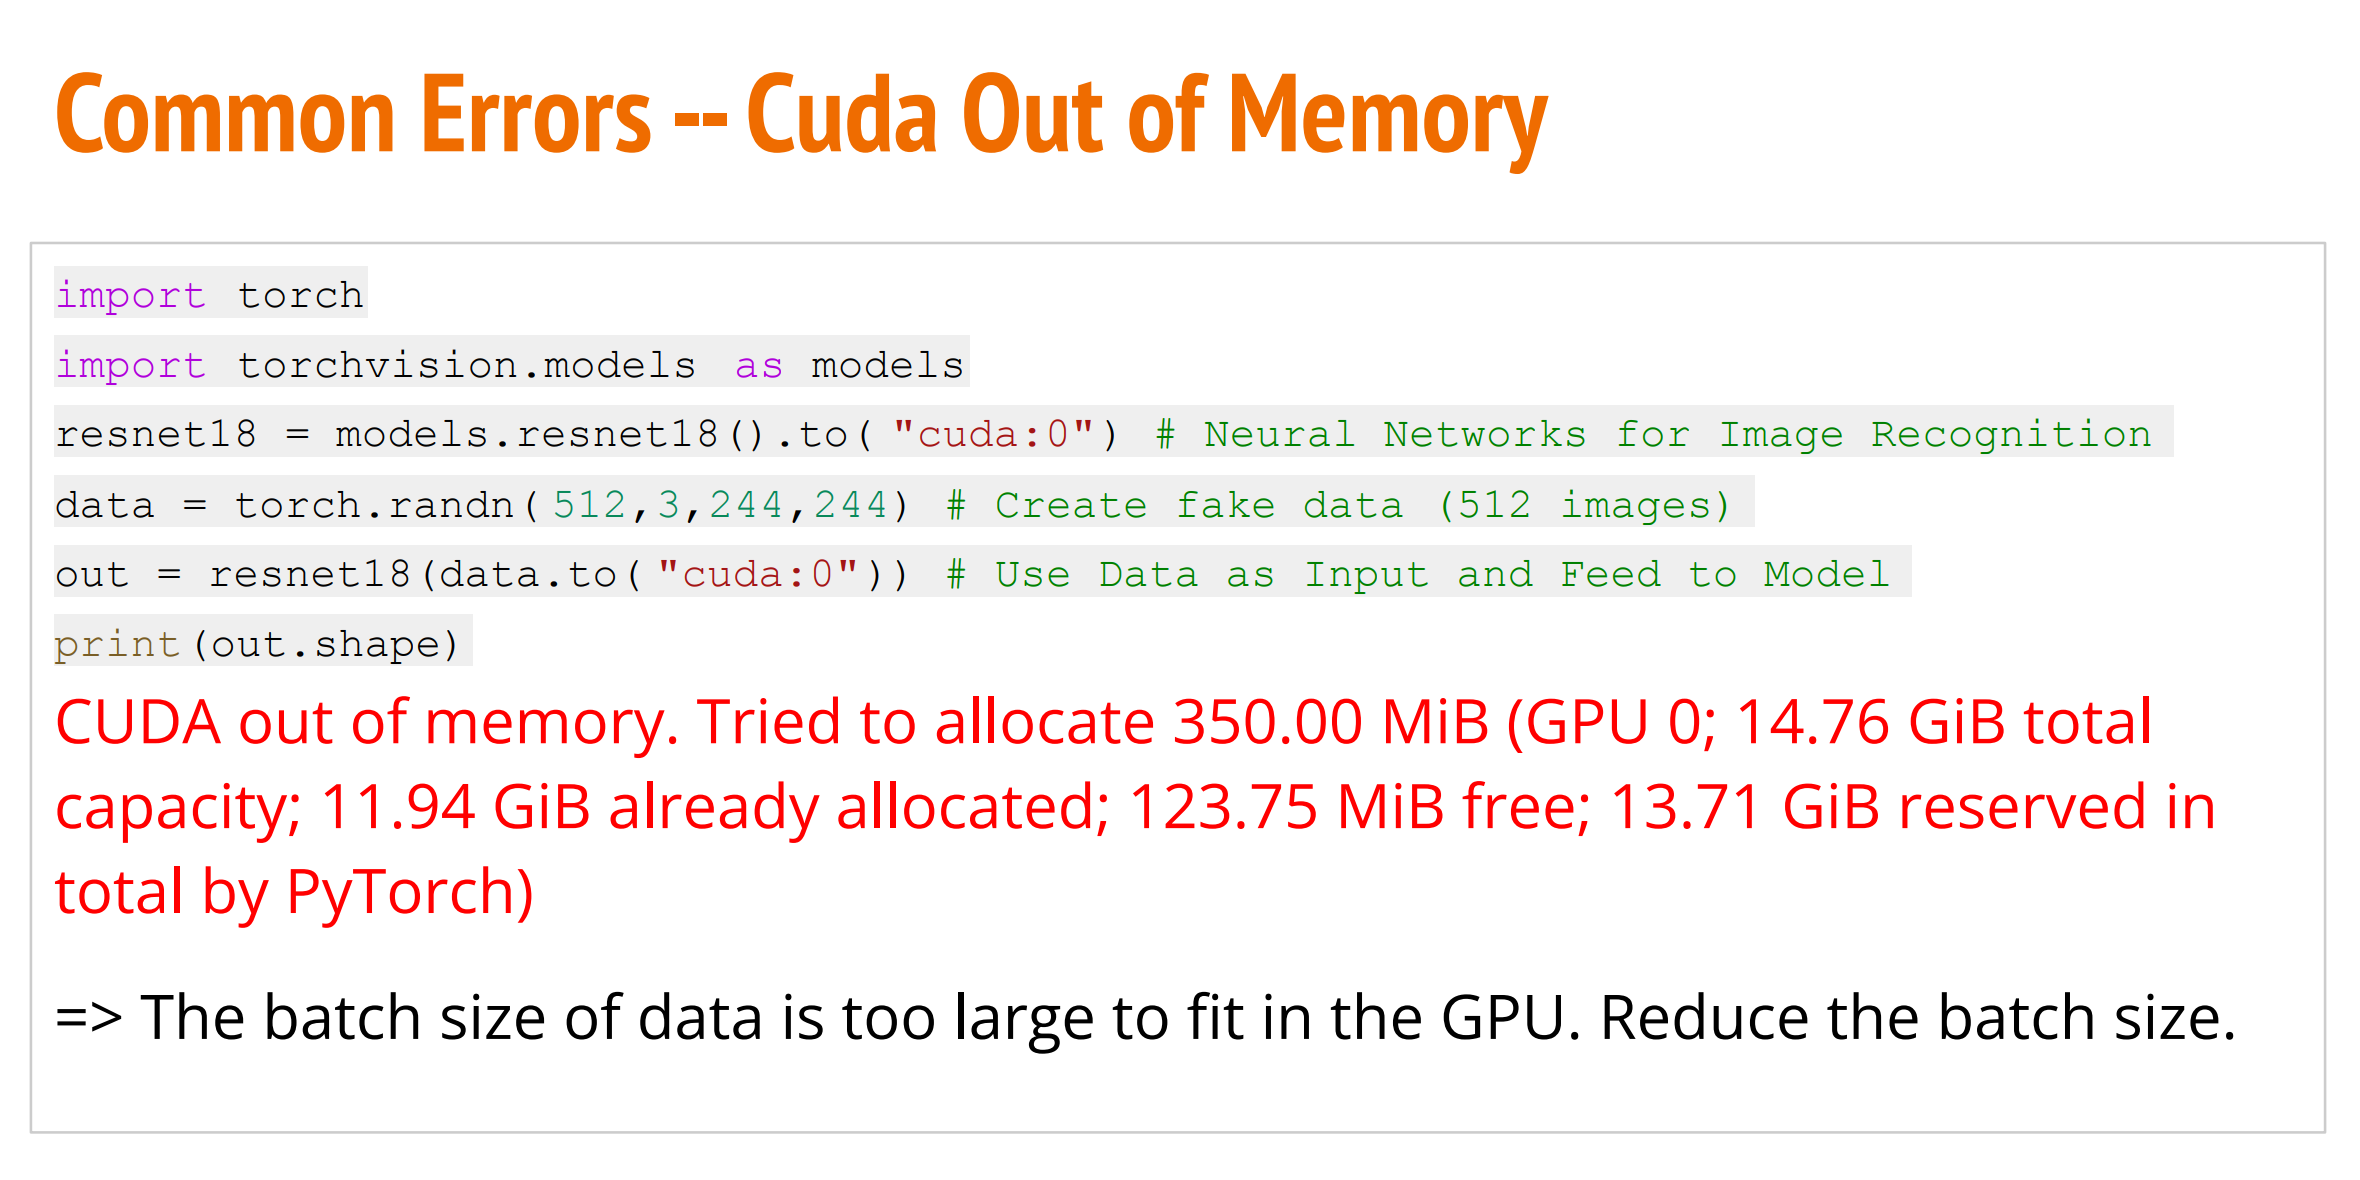 Common Errors -- Cuda Out of Memory
import torch
import torchvision.models as models
resnet18 = models.resnet18().to("cuda:0") # Neural Networks for Image Recognition
data = torch.randn(512,3,244,244) # Create fake data (512 images)
out = resnet18(data.to("cuda:0")) # Use Data as Input and Feed to Model
print(out.shape)
CUDA out of memory. Tried to allocate 350.00 MiB (GPU 0; 14.76 GiB total
capacity; 11.94 GiB already allocated; 123.75 MiB free; 13.71 GiB reserved in
total by PyTorch)
=> The batch size of data is too large to fit in the GPU. Reduce the batch size.